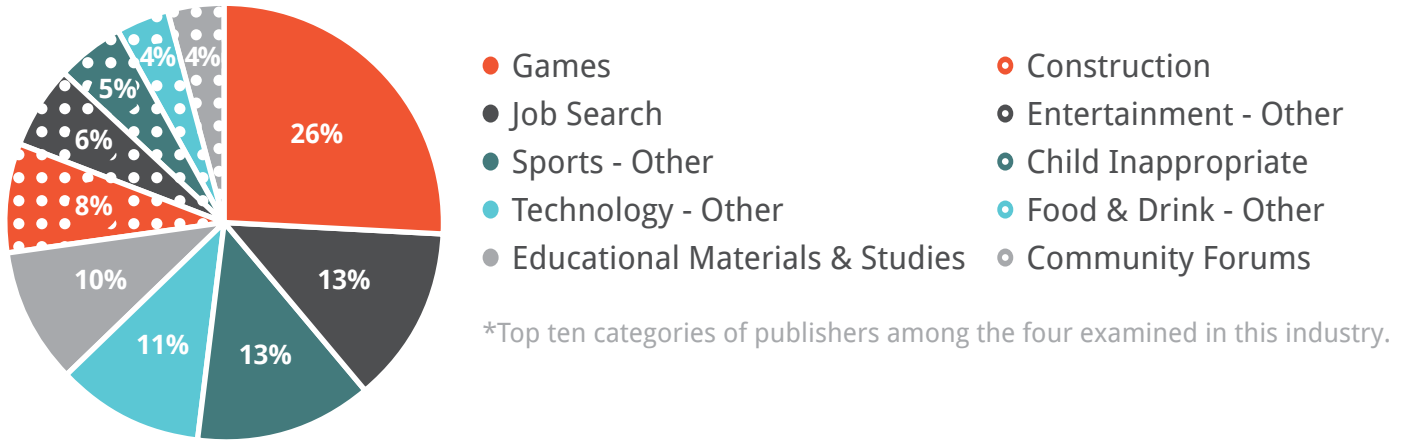 4% 4%
5%
26%
6%
8%
10% 13%
11% 13%
Games
Job Search
Sports - Other
Technology - Other
Educational Materials & Studies
Construction
Entertainment - Other
Child Inappropriate
Food & Drink - Other
Community Forums
*Top ten categories of publishers among the four examined in this industry.